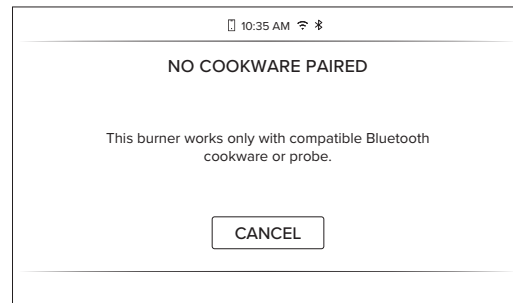 10:35 AM
NO COOKWARE PAIRED
This burner works only with compatible Bluetooth
cookware or probe.
CANCEL